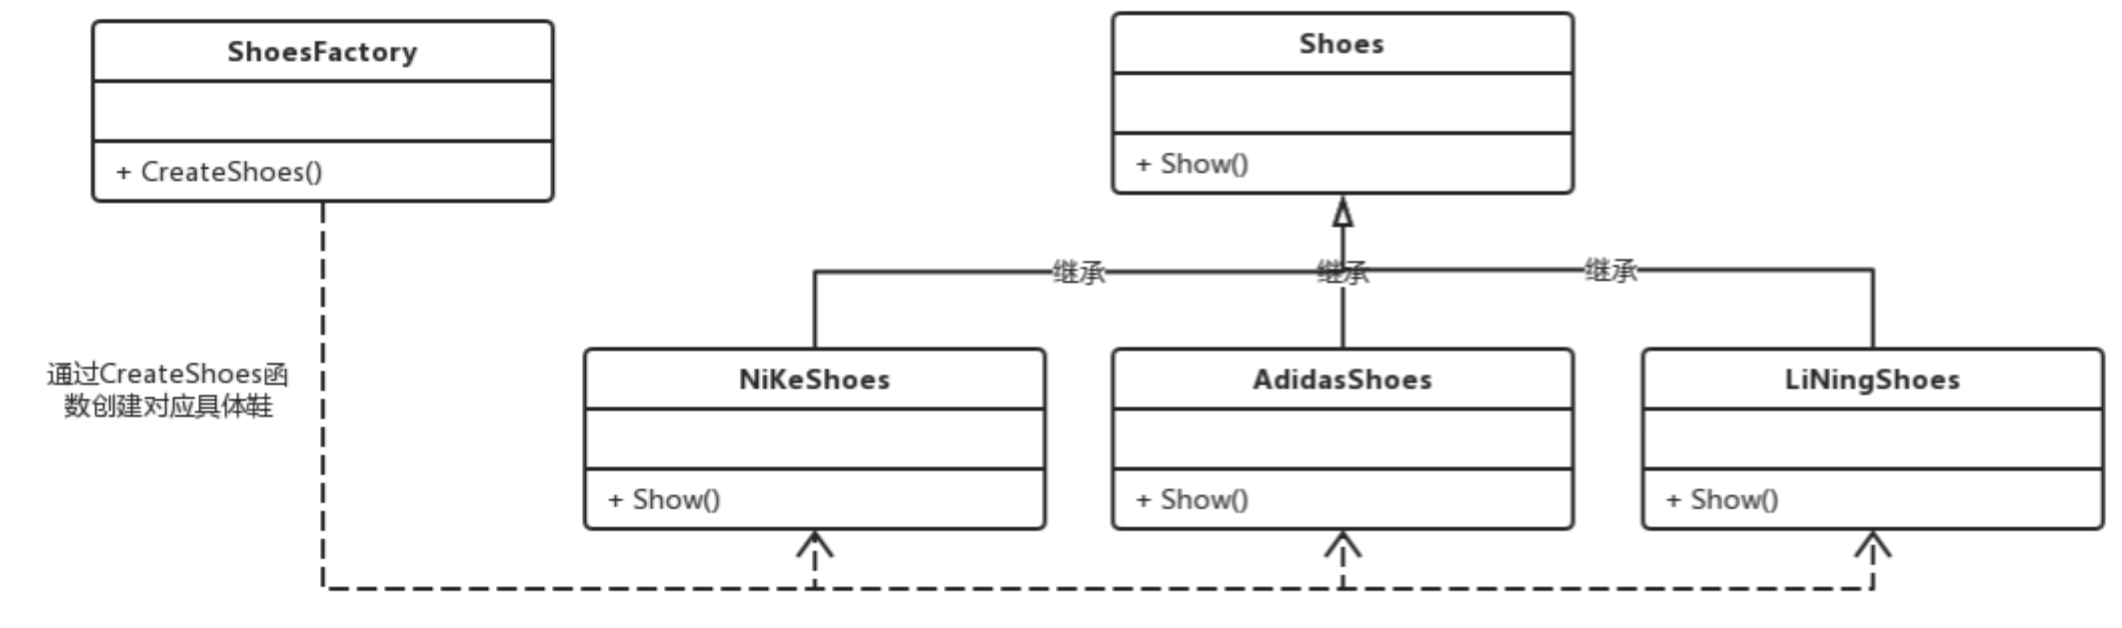 ShoesFactory
+ CreateShoes()
Shoes
+ Show()
继承
继承
继承
通过CreateShoes函
数创建对应具体鞋
NiKeShoes
+ Show()
AdidasShoes
+ Show()
LiNingShoes
+ Show()